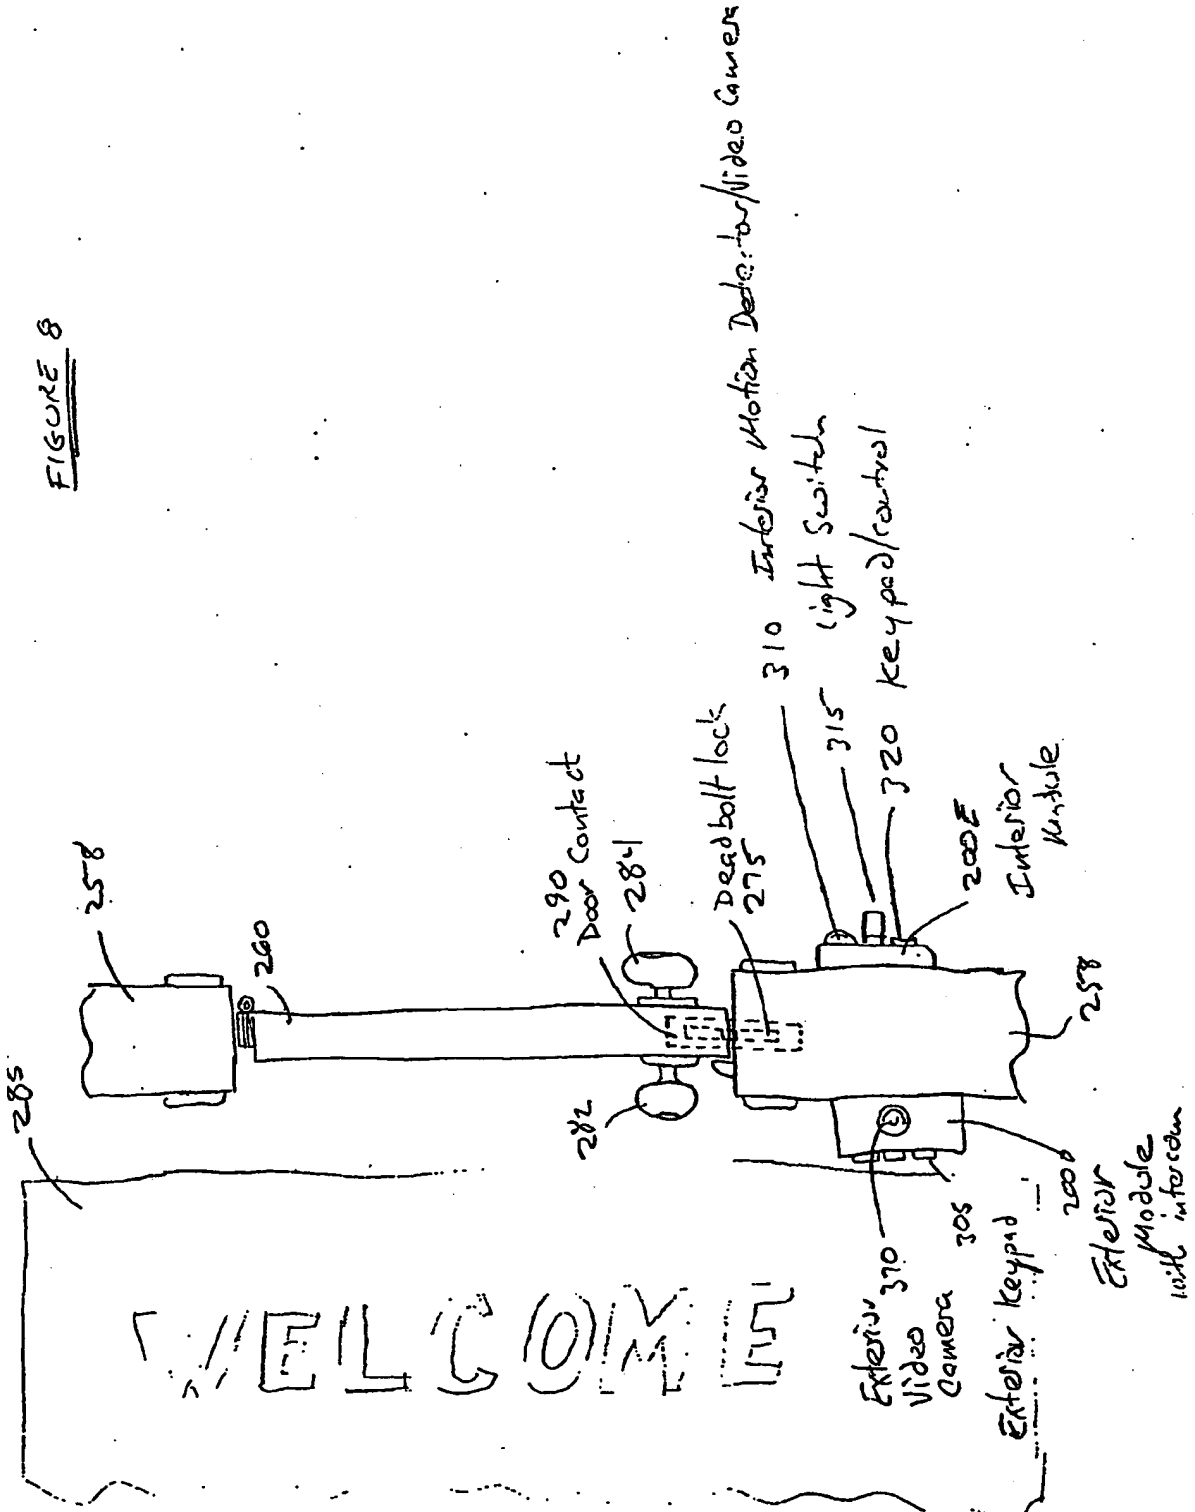 FIGURE 8
285
258
260
290
Door Contact
284
282
Deadbolt lock
275
310 Interior Motion Detector/Video Camera
315 Light Switch
320 Keypad/control
200E
Interior
Module
258
WELCOME
Exterior 370
Video
Camera
305
Exterior Keypad
200D
Exterior
Module
with intercom